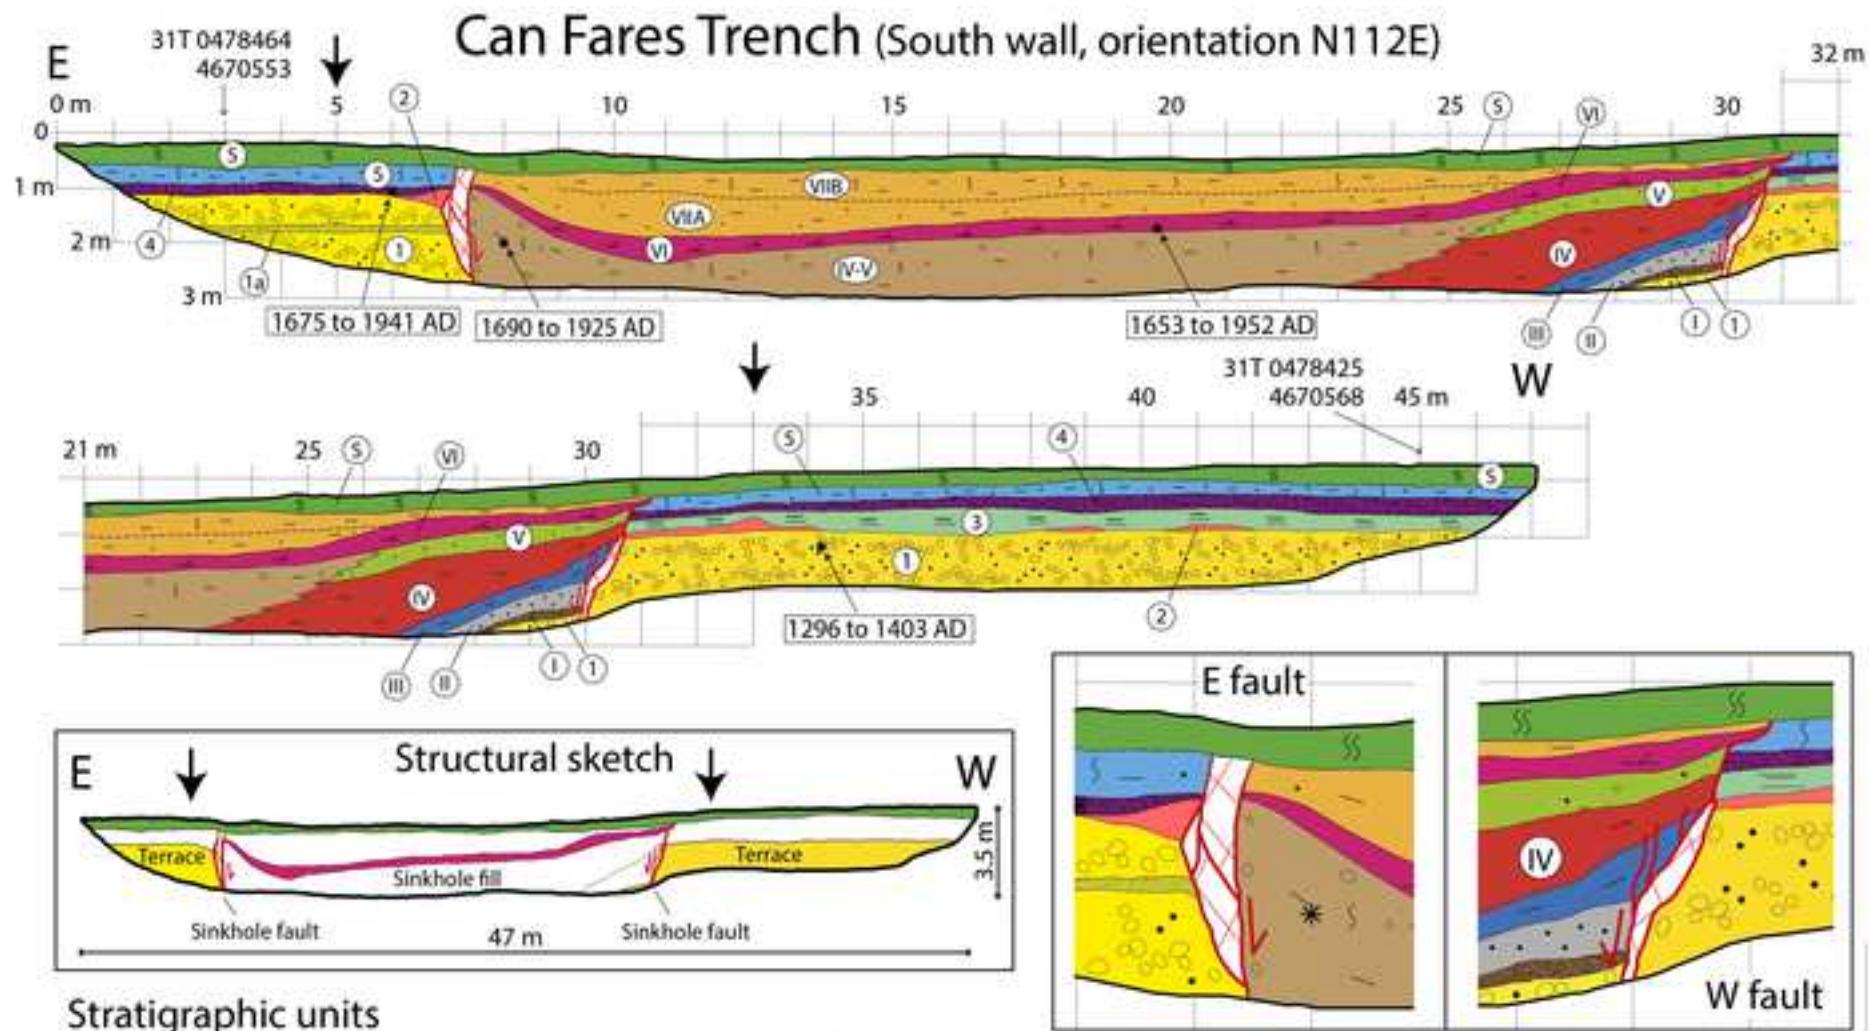 Can Fares Trench (South wall, orientation N112E)
31T 0478464
4670553
E
32 m
0 m 5 10 15 20 25 30
2
S
VI
0
S
S
1 m
VIIB
V
VIIA
2 m
4
1
VI
IV-V
IV
1a
3 m
1675 to 1941 AD
1690 to 1925 AD
1653 to 1952 AD
III
II
I
1
31T 0478425
4670568
W
35 40 45 m
21 m 25 30
S
VI
S
4
S
V
3
1
IV
1296 to 1403 AD
2
III
II
I
1
E
Structural sketch
W
Terrace
Terrace
Sinkhole fill
3.5 m
Sinkhole fault
Sinkhole fault
47 m
E fault
IV
W fault
Stratigraphic units